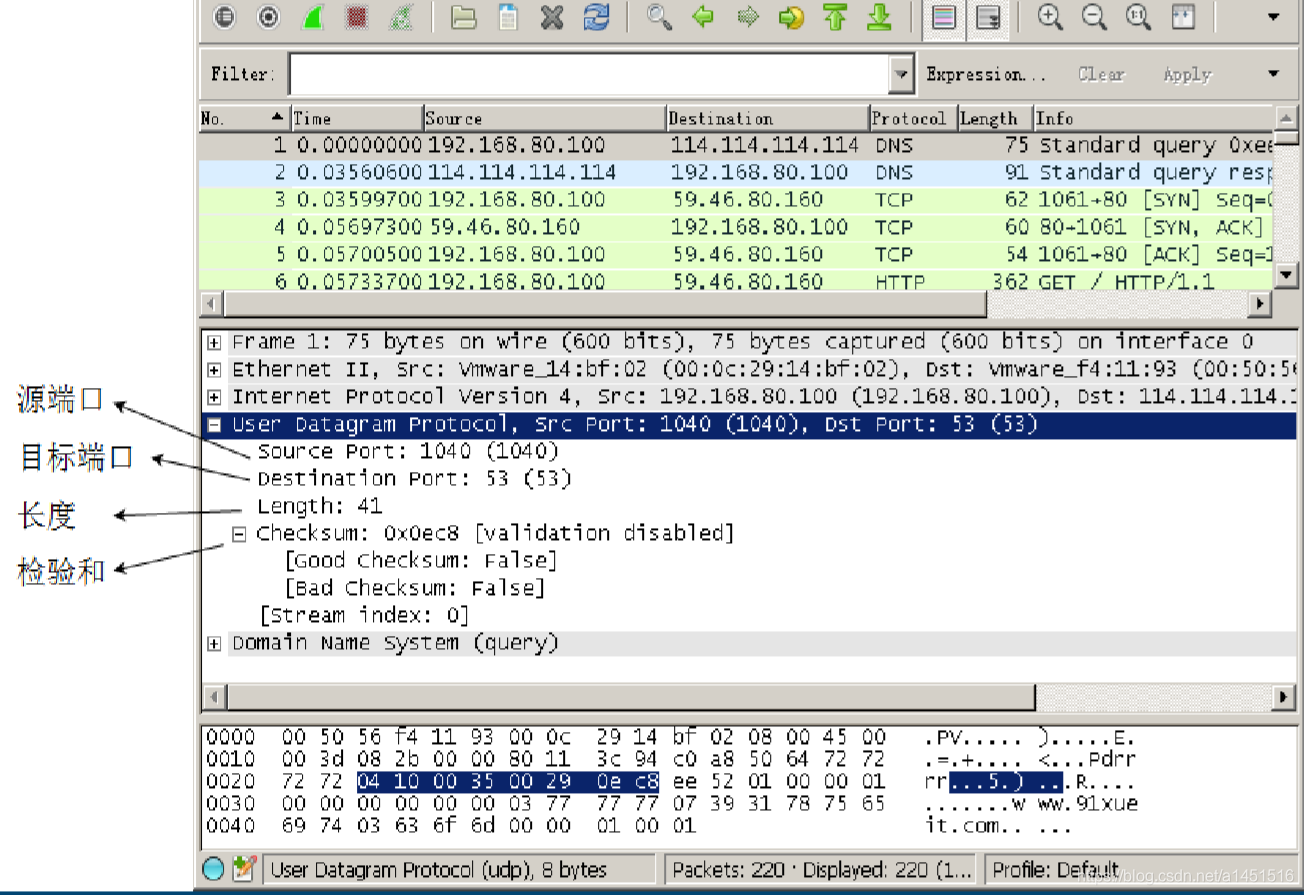 Filter:
Expression...
Clear
Apply
No. Time Source Destination Protocol Length Info
1 0.00000000 192.168.80.100 114.114.114.114 DNS 75 Standard query 0xee
2 0.03560600 114.114.114.114 192.168.80.100 DNS 91 Standard query resp
3 0.03599700 192.168.80.100 59.46.80.160 TCP 62 1061→80 [SYN] Seq=0
4 0.05697300 59.46.80.160 192.168.80.100 TCP 60 80→1061 [SYN, ACK]
5 0.05700500 192.168.80.100 59.46.80.160 TCP 54 1061→80 [ACK] Seq=1
6 0.05733700 192.168.80.100 59.46.80.160 HTTP 362 GET / HTTP/1.1
Frame 1: 75 bytes on wire (600 bits), 75 bytes captured (600 bits) on interface 0
Ethernet II, Src: Vmware_14:bf:02 (00:0c:29:14:bf:02), Dst: Vmware_f4:11:93 (00:50:56
Internet Protocol Version 4, Src: 192.168.80.100 (192.168.80.100), Dst: 114.114.114.1
User Datagram Protocol, Src Port: 1040 (1040), Dst Port: 53 (53)
源端口
Source Port: 1040 (1040)
目标端口
Destination Port: 53 (53)
长度
Length: 41
检验和
Checksum: 0x0ec8 [validation disabled]
[Good Checksum: False]
[Bad Checksum: False]
[Stream index: 0]
Domain Name System (query)
0000 00 50 56 f4 11 93 00 0c 29 14 bf 02 08 00 45 00 .PV..... ).....E.
0010 00 3d 08 2b 00 00 80 11 3c 94 c0 a8 50 64 72 72 .=.+.... <...Pdrr
0020 72 72 04 10 00 35 00 29 0e c8 ee 52 01 00 00 01 rr...5.) ...R....
0030 00 00 00 00 00 00 03 77 77 77 07 39 31 78 75 65 .......w ww.91xue
0040 69 74 03 63 6f 6d 00 00 01 00 01 it.com.. ...
User Datagram Protocol (udp), 8 bytes
Packets: 220 · Displayed: 220 (1...
Profile: Default
https://blog.csdn.net/a1451516